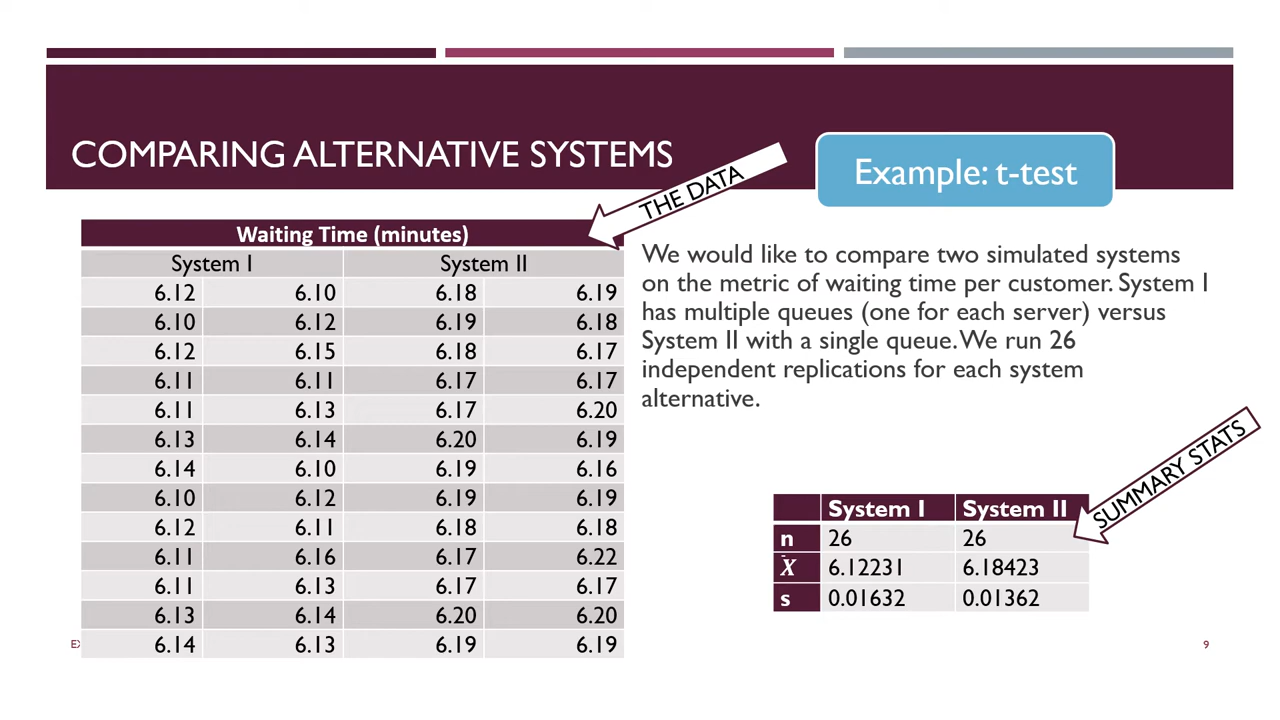 COMPARING ALTERNATIVE SYSTEMS
Example: t-test
THE DATA
Waiting Time (minutes)
System I System II
6.12 6.10 6.18 6.19
6.10 6.12 6.19 6.18
6.12 6.15 6.18 6.17
6.11 6.11 6.17 6.17
6.11 6.13 6.17 6.20
6.13 6.14 6.20 6.19
6.14 6.10 6.19 6.16
6.10 6.12 6.19 6.19
6.12 6.11 6.18 6.18
6.11 6.16 6.17 6.22
6.11 6.13 6.17 6.17
6.13 6.14 6.20 6.20
6.14 6.13 6.19 6.19
We would like to compare two simulated systems
on the metric of waiting time per customer. System I
has multiple queues (one for each server) versus
System II with a single queue. We run 26
independent replications for each system
alternative.
SUMMARY STATS
System I System II
n 26 26
X̄ 6.12231 6.18423
s 0.01632 0.01362
9